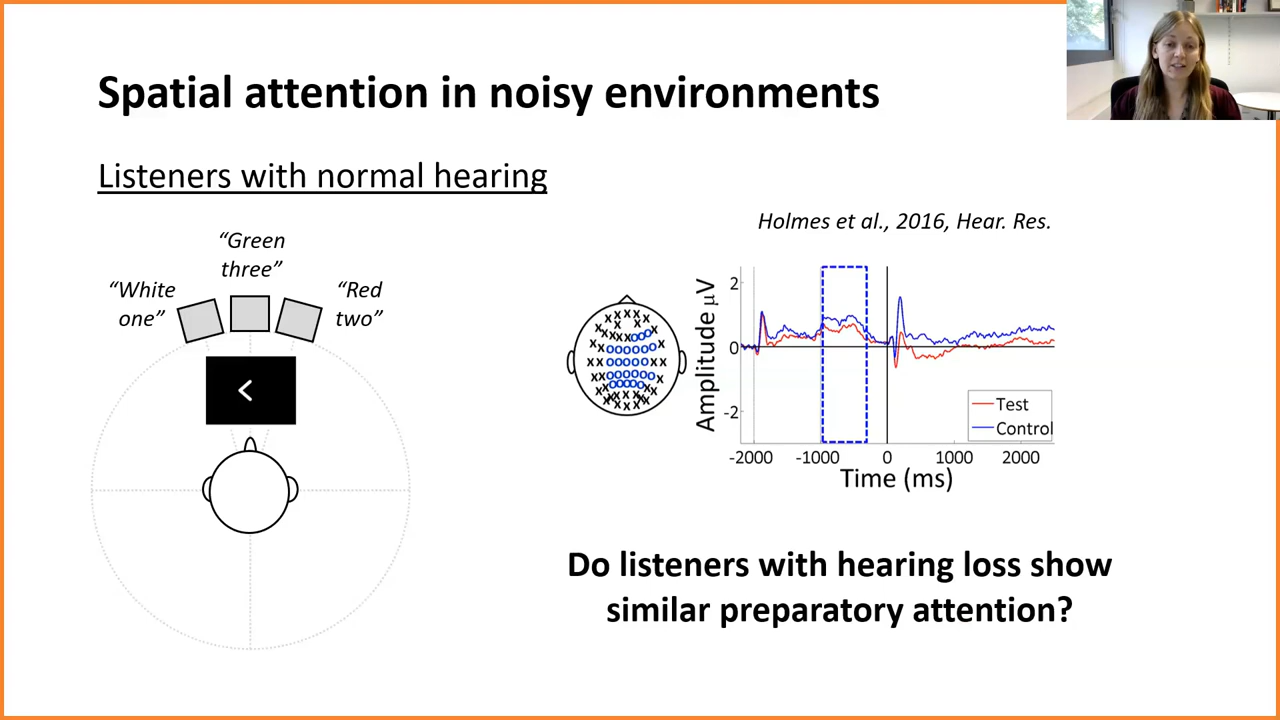 Spatial attention in noisy environments
Listeners with normal hearing
“Green
three”
“White
one”
“Red
two”
<
Holmes et al., 2016, Hear. Res.
Amplitude µV
2
0
-2
-2000 -1000 0 1000 2000
Time (ms)
Test
Control
Do listeners with hearing loss show
similar preparatory attention?